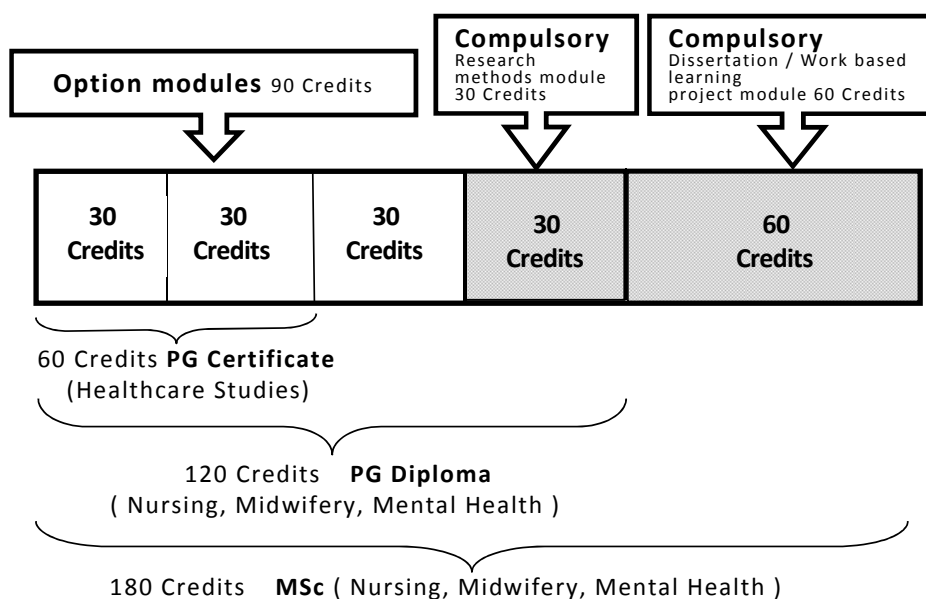 Option modules 90 Credits
Compulsory
Research
methods module
30 Credits
Compulsory
Dissertation / Work based
learning
project module 60 Credits
30
Credits
30
Credits
30
Credits
30
Credits
60
Credits
60 Credits PG Certificate
(Healthcare Studies)
120 Credits PG Diploma
( Nursing, Midwifery, Mental Health )
180 Credits MSc ( Nursing, Midwifery, Mental Health )